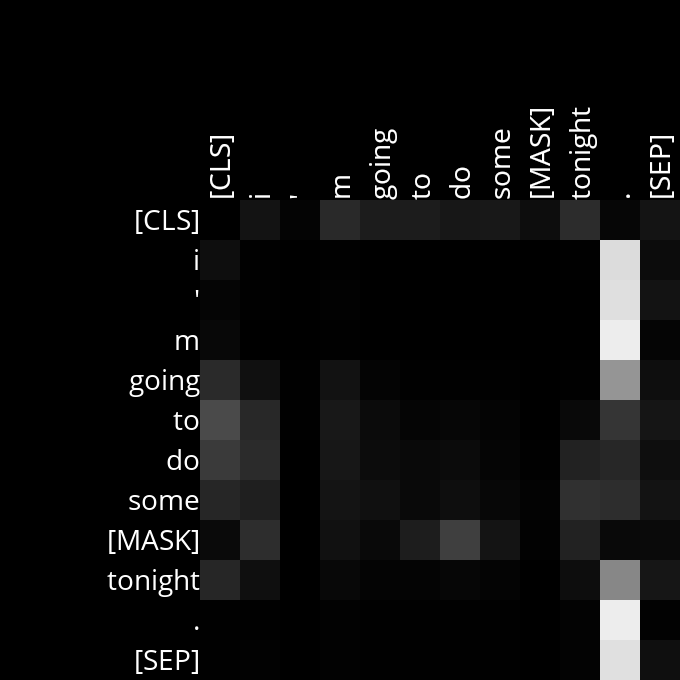 [CLS] i ' m going to do some [MASK] tonight . [SEP]
[CLS]
i
'
m
going
to
do
some
[MASK]
tonight
.
[SEP]